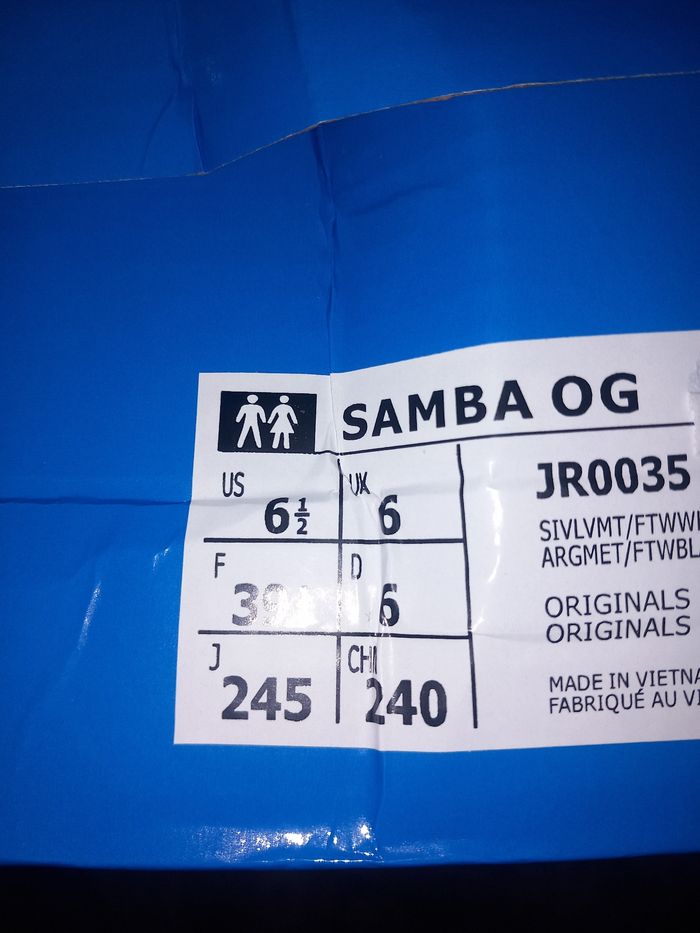 SAMBA OG
US 6½ UK 6
F D 6
J 245 CHN 240
JR0035
SIVLVMT/FTWW
ARGMET/FTWBL
ORIGINALS
ORIGINALS
MADE IN VIETNA
FABRIQUÉ AU VI